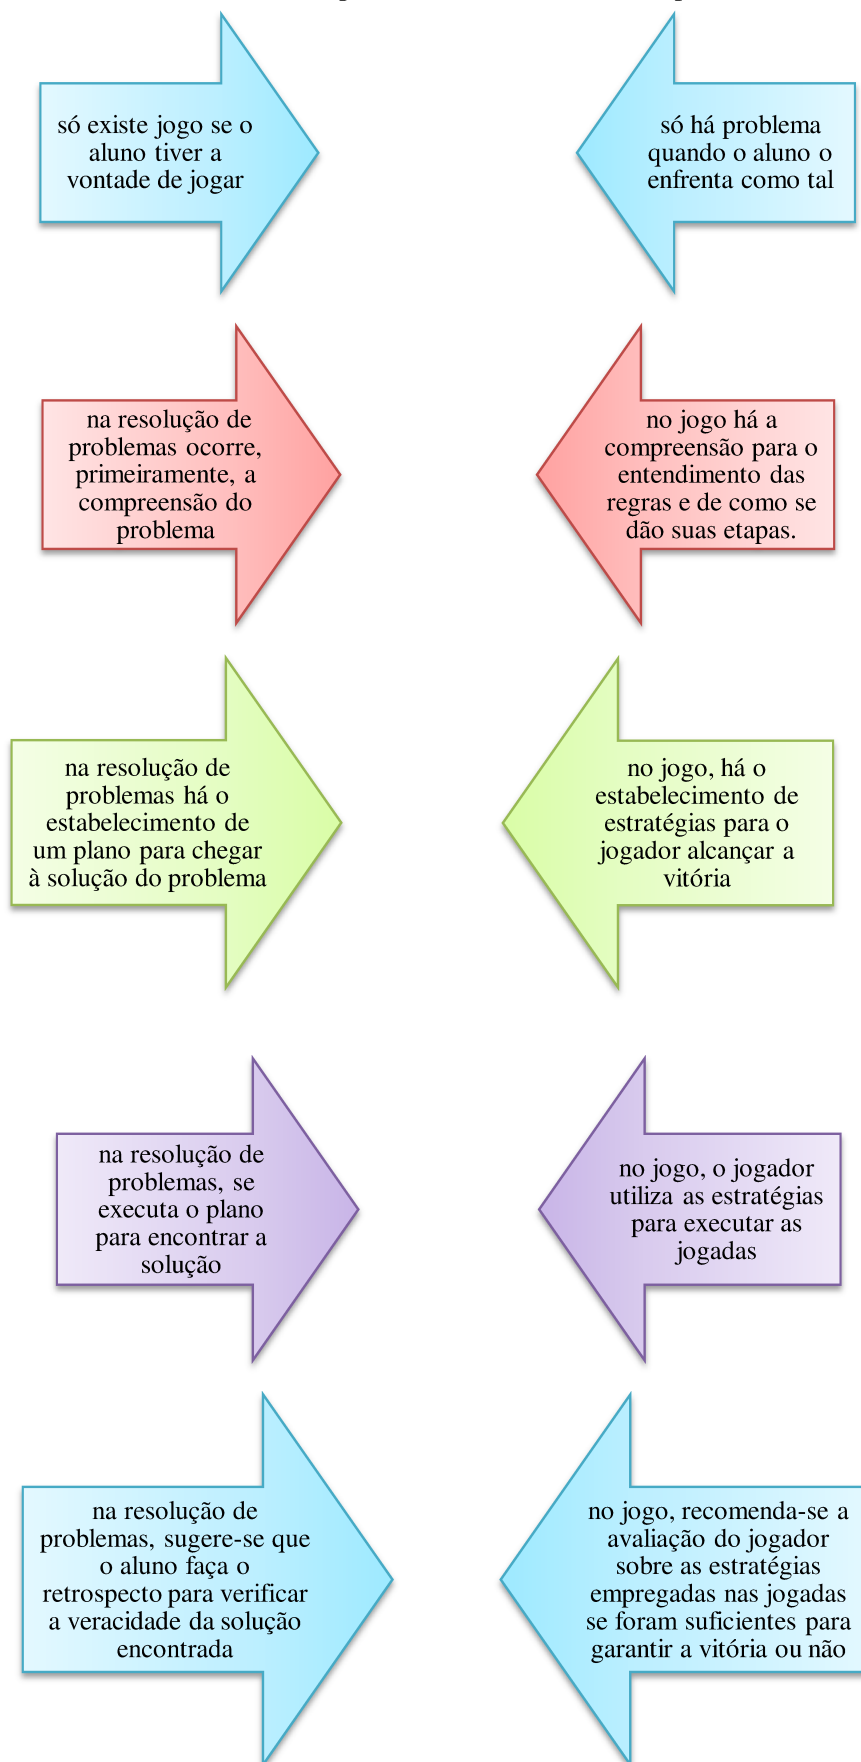 só existe jogo se o
aluno tiver a
vontade de jogar
só há problema
quando o aluno o
enfrenta como tal
na resolução de
problemas ocorre,
primeiramente, a
compreensão do
problema
no jogo há a
compreensão para o
entendimento das
regras e de como se
dão suas etapas.
na resolução de
problemas há o
estabelecimento de
um plano para chegar
à solução do problema
no jogo, há o
estabelecimento de
estratégias para o
jogador alcançar a
vitória
na resolução de
problemas, se
executa o plano
para encontrar a
solução
no jogo, o jogador
utiliza as estratégias
para executar as
jogadas
na resolução de
problemas, sugere-se que
o aluno faça o
retrospecto para verificar
a veracidade da solução
encontrada
no jogo, recomenda-se a
avaliação do jogador
sobre as estratégias
empregadas nas jogadas
se foram suficientes para
garantir a vitória ou não